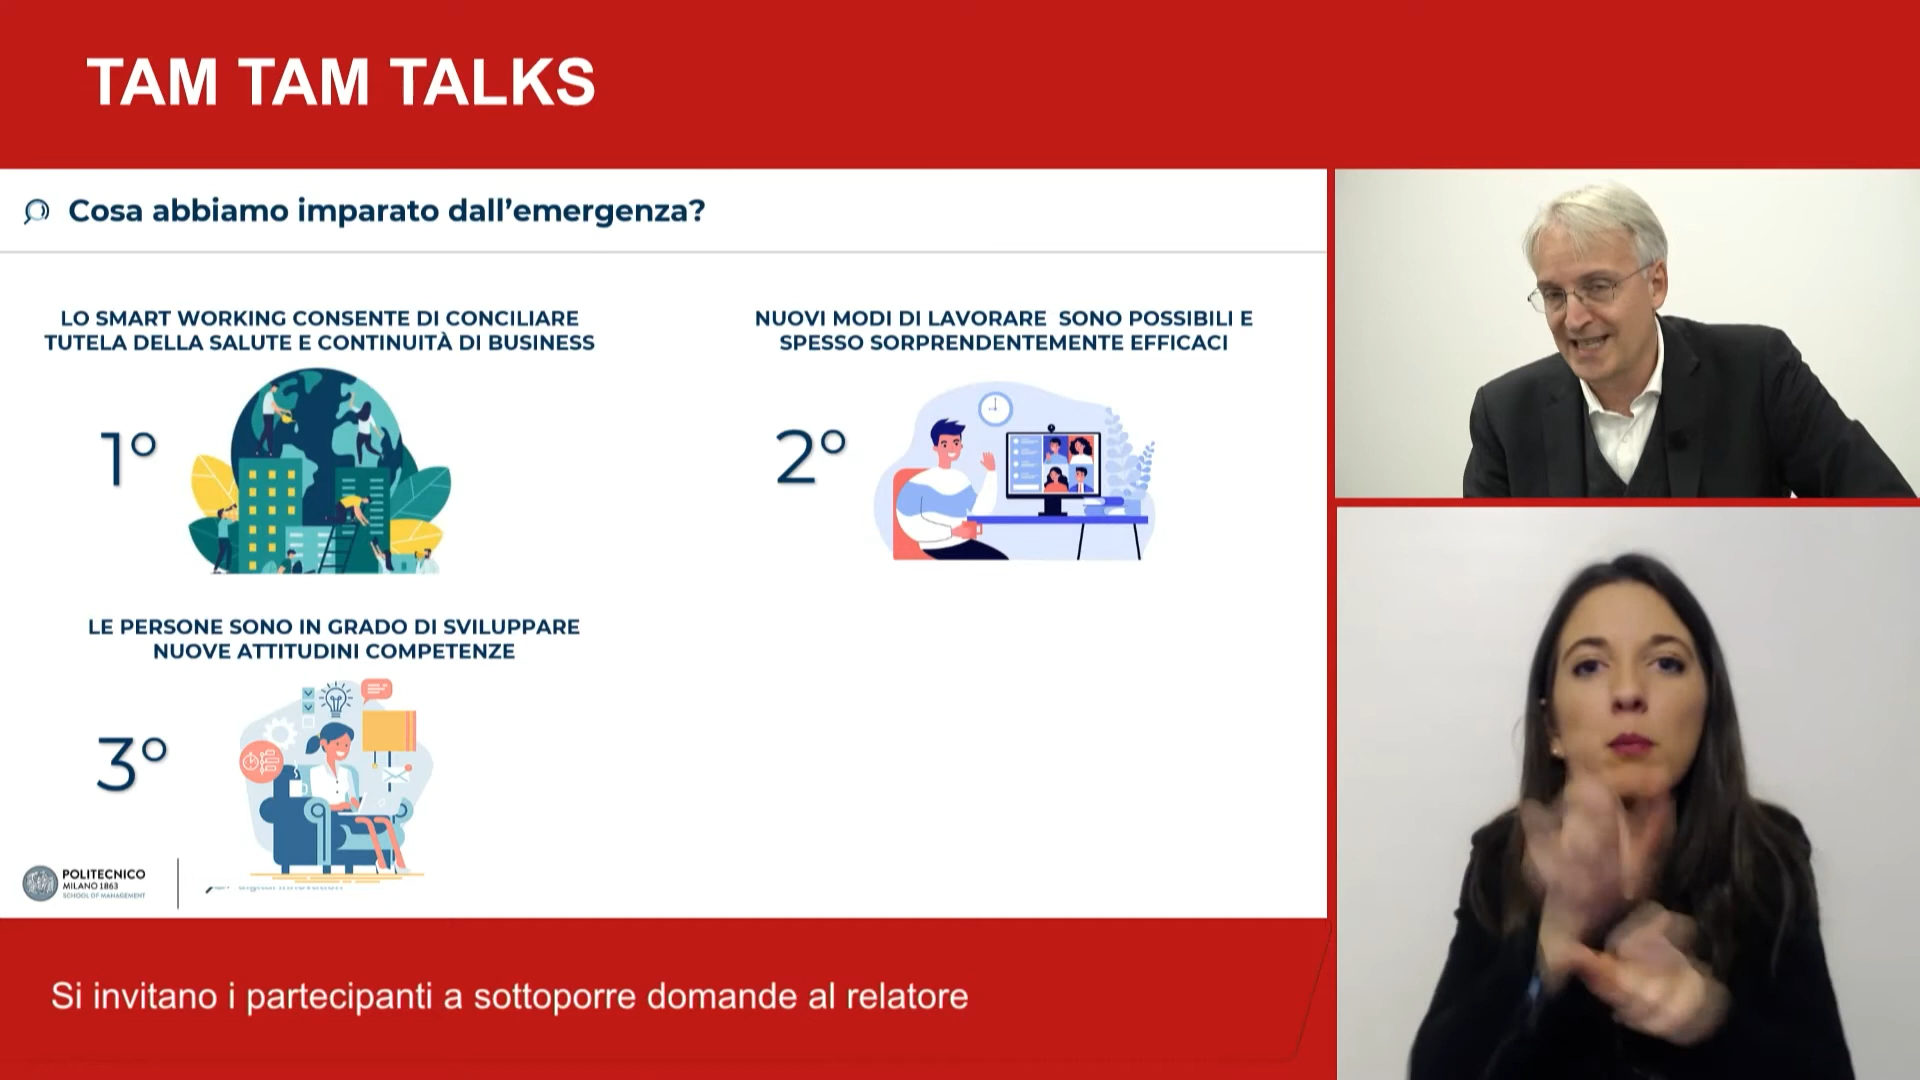 TAM TAM TALKS
Cosa abbiamo imparato dall'emergenza?
LO SMART WORKING CONSENTE DI CONCILIARE
TUTELA DELLA SALUTE E CONTINUITÀ DI BUSINESS
1°
NUOVI MODI DI LAVORARE SONO POSSIBILI E
SPESSO SORPRENDENTEMENTE EFFICACI
2°
LE PERSONE SONO IN GRADO DI SVILUPPARE
NUOVE ATTITUDINI COMPETENZE
3°
POLITECNICO
MILANO 1863
SCHOOL OF MANAGEMENT
Si invitano i partecipanti a sottoporre domande al relatore